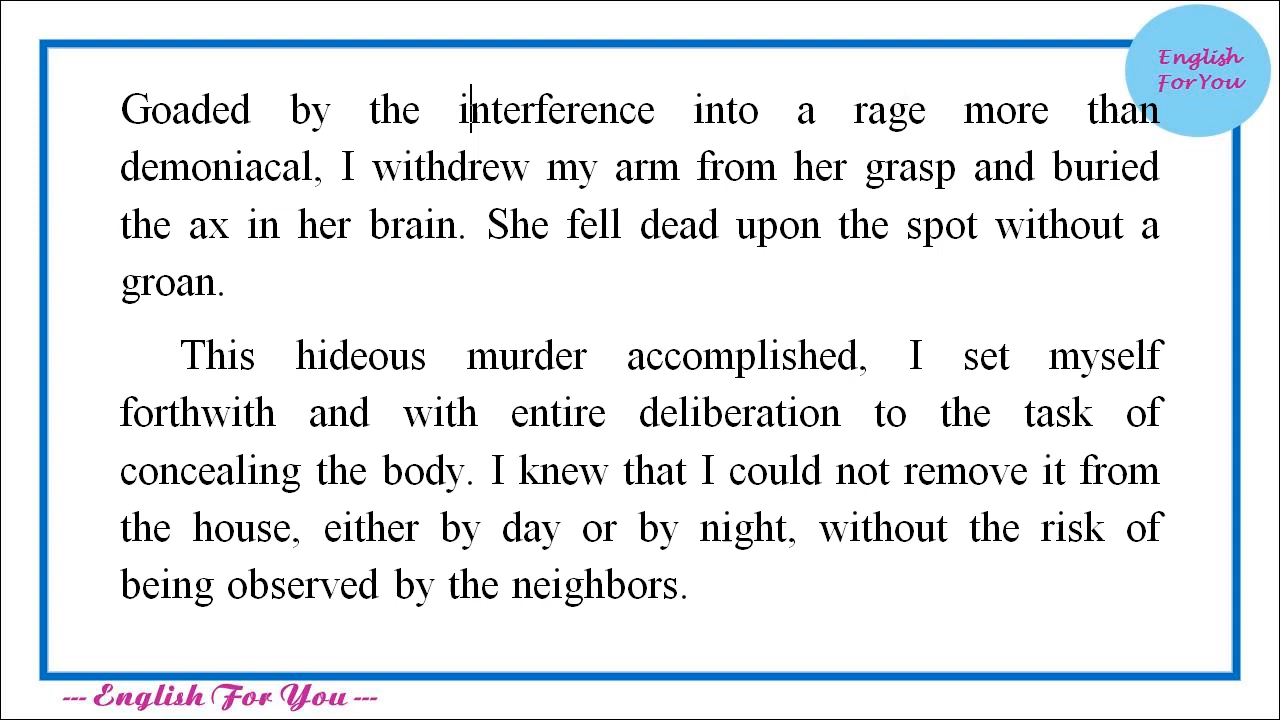 English
ForYou
Goaded by the interference into a rage more than
demoniacal, I withdrew my arm from her grasp and buried
the ax in her brain. She fell dead upon the spot without a
groan.
This hideous murder accomplished, I set myself
forthwith and with entire deliberation to the task of
concealing the body. I knew that I could not remove it from
the house, either by day or by night, without the risk of
being observed by the neighbors.
--- English For You ---